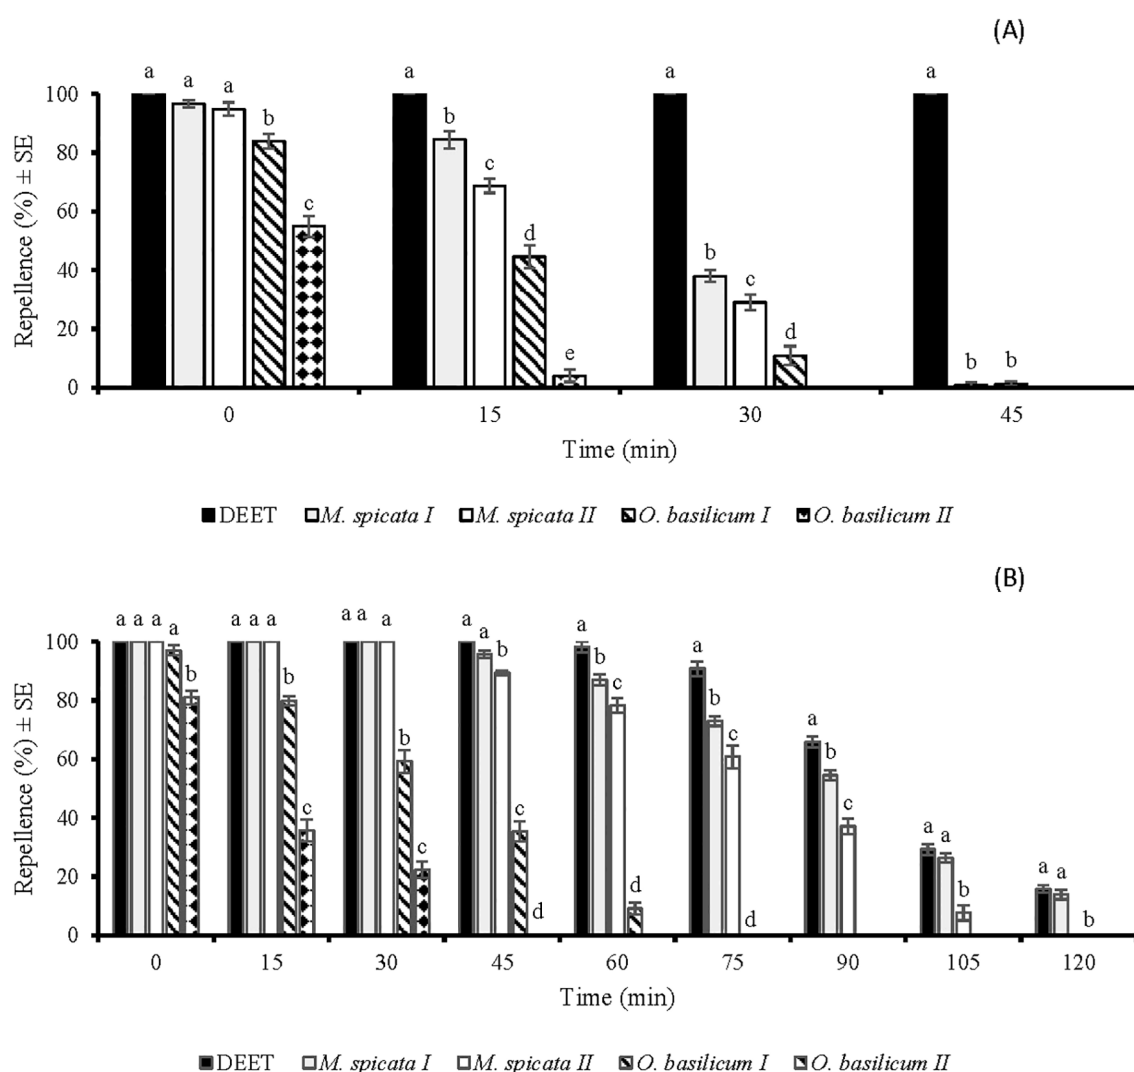 (A)
a a a b c a b c d e a b c d a b b
Repellence (%) ± SE
100
80
60
40
20
0
0 15 30 45
Time (min)
DEET M. spicata I M. spicata II O. basilicum I O. basilicum II
(B)
a a a a b a a a b c a a a b c a a b c d a b c d a b c d a b c a a b a a b
Repellence (%) ± SE
100
80
60
40
20
0
0 15 30 45 60 75 90 105 120
Time (min)
DEET M. spicata I M. spicata II O. basilicum I O. basilicum II